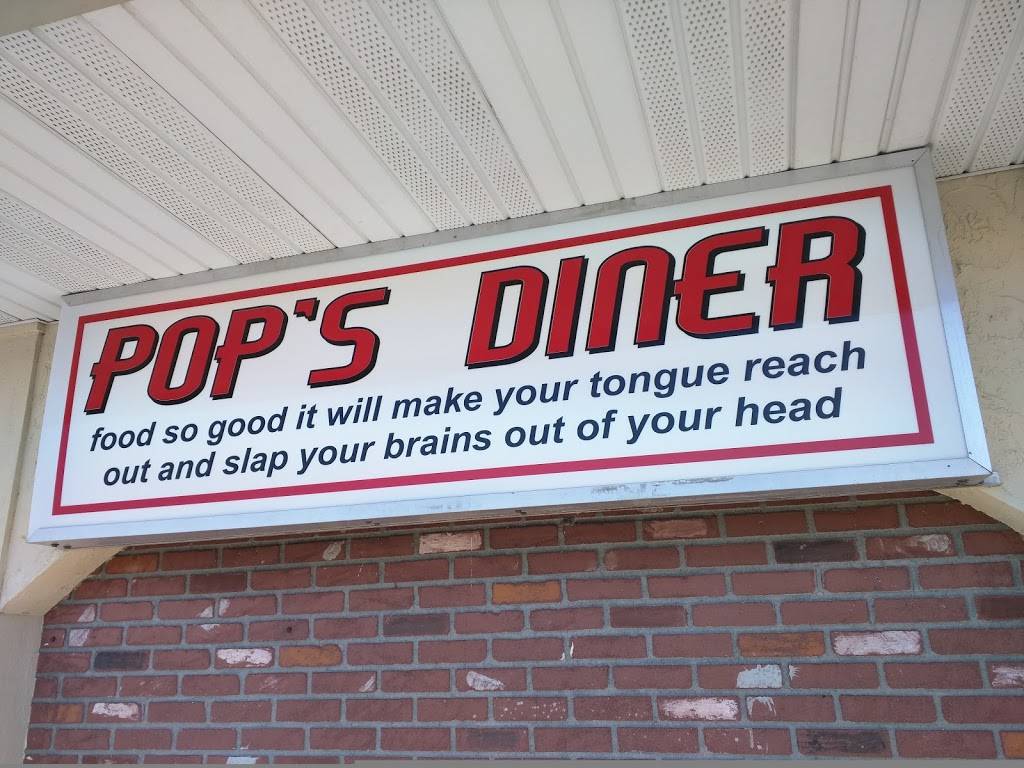 POP'S DINER
food so good it will make your tongue reach
out and slap your brains out of your head